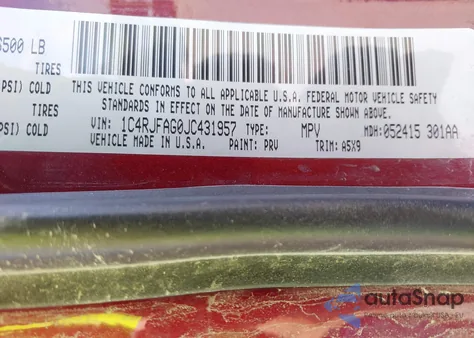 6500 LB
TIRES
PSI) COLD THIS VEHICLE CONFORMS TO ALL APPLICABLE U.S.A. FEDERAL MOTOR VEHICLE SAFETY
STANDARDS IN EFFECT ON THE DATE OF MANUFACTURE SHOWN ABOVE.
TIRES VIN: 1C4RJFAG0JC431957 TYPE: MPV MDH: 052415 301AA
PSI) COLD VEHICLE MADE IN U.S.A. PAINT: PRV TRIM: A5X9
autoSnap